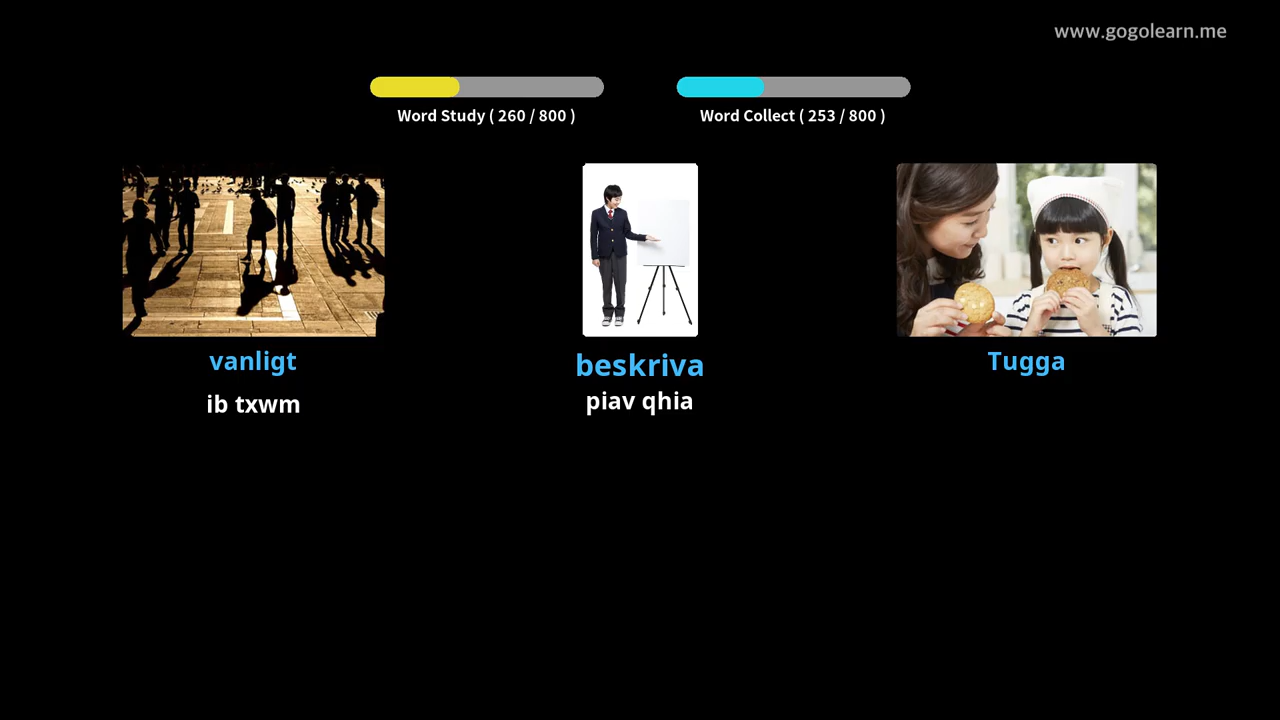 www.gogolearn.me
Word Study ( 260 / 800 )
Word Collect ( 253 / 800 )
vanligt
ib txwm
beskriva
piav qhia
Tugga